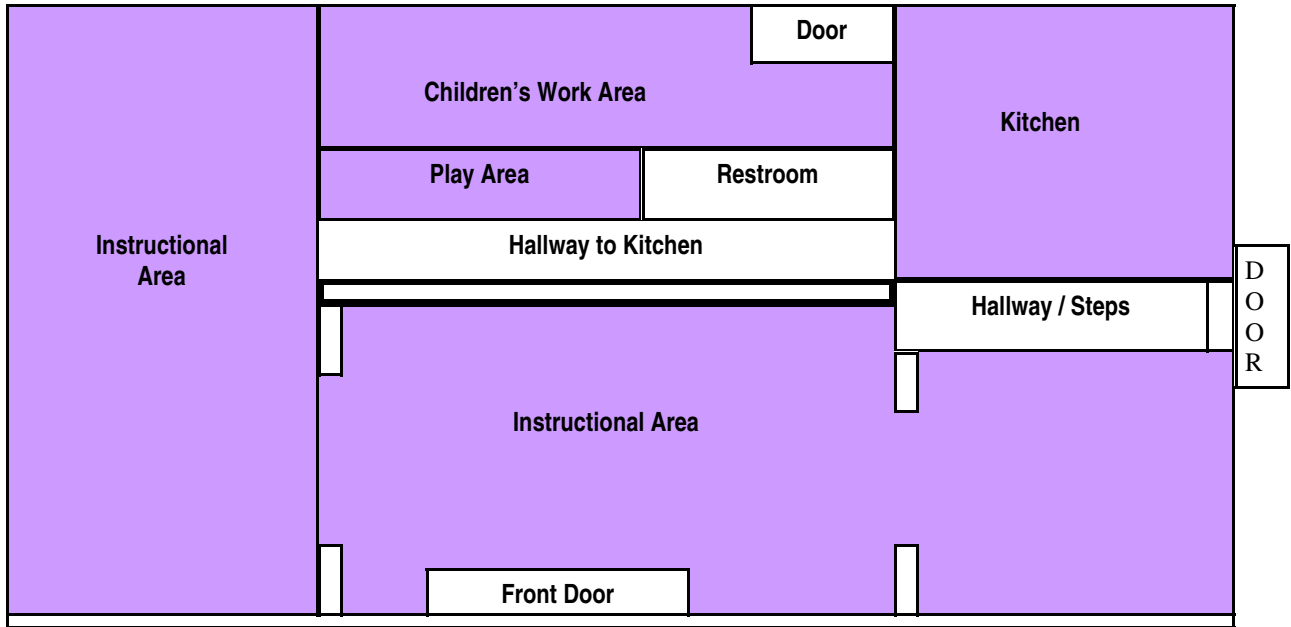 Door
Children's Work Area
Kitchen
Play Area
Restroom
Instructional
Area
Hallway to Kitchen
D
O
O
R
Hallway / Steps
Instructional Area
Front Door